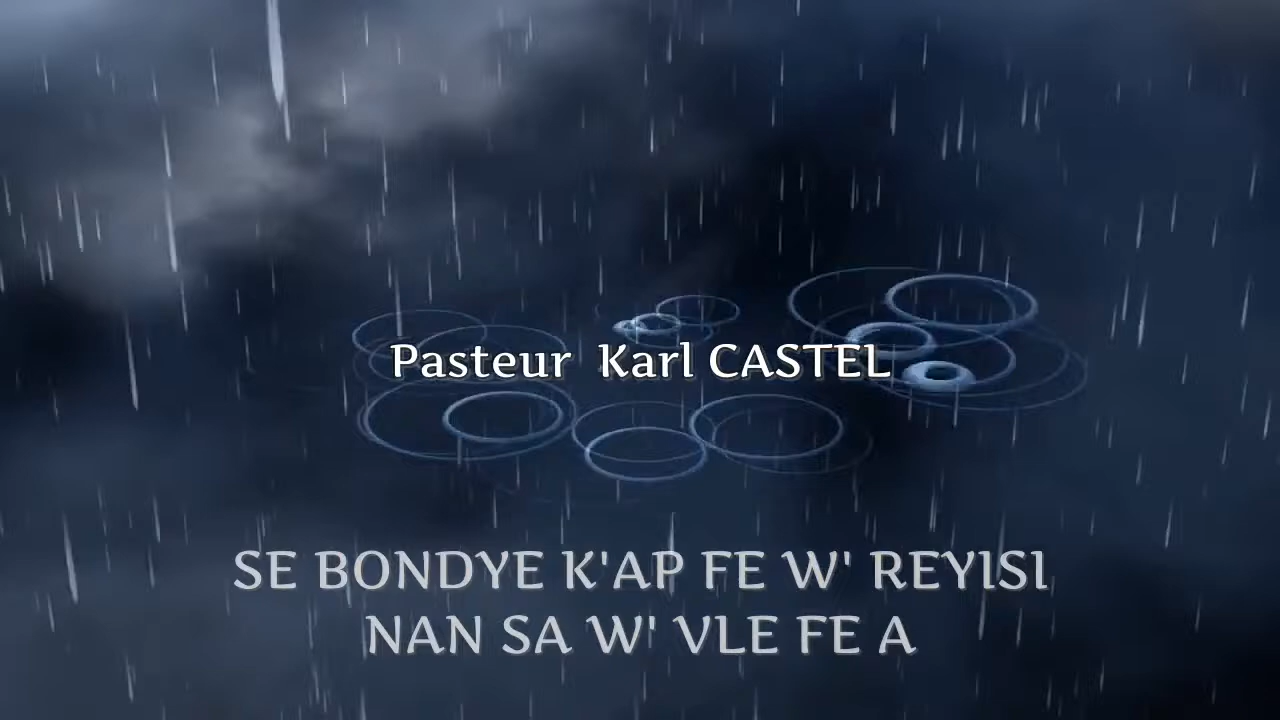 Pasteur Karl CASTEL
SE BONDYE K'AP FE W' REYISI
NAN SA W' VLE FE A